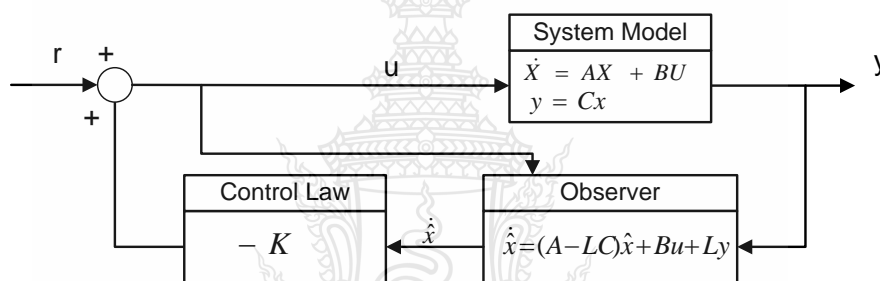 System Model
r
+
u
y
Ẋ = AX + BU
y = Cx
+
Control Law
Observer
− K
x̂̇
x̂̇=(A−LC)x̂+Bu+Ly